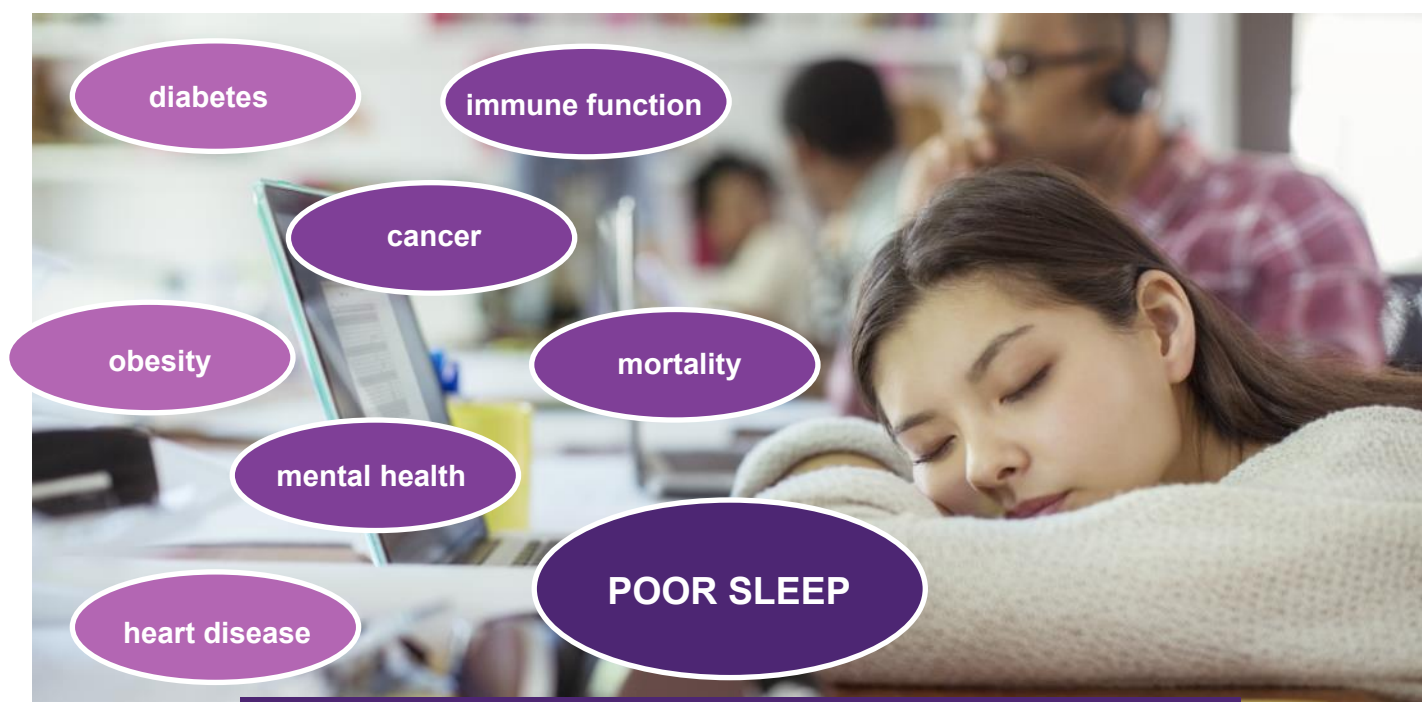 diabetes
immune function
cancer
obesity
mortality
mental health
POOR SLEEP
heart disease